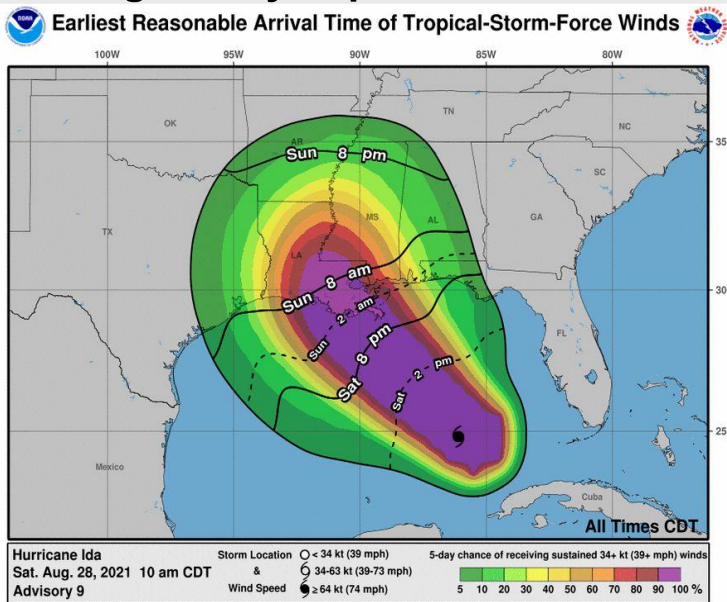 Earliest Reasonable Arrival Time of Tropical-Storm-Force Winds
NOAA
100W 95W 90W 85W 80W
OK
TN
NC
AR
35
Sun 8 pm
SC
TX
MS
AL
GA
LA
Sun 8 am
30
Sun 2 am
FL
Sat 8 pm
Sat 2 pm
25
Mexico
Cuba
All Times CDT
Hurricane Ida
Sat. Aug. 28, 2021 10 am CDT
Advisory 9
Storm Location
&
Wind Speed
< 34 kt (39 mph)
34-63 kt (39-73 mph)
≥ 64 kt (74 mph)
5-day chance of receiving sustained 34+ kt (39+ mph) winds
5 10 20 30 40 50 60 70 80 90 100 %